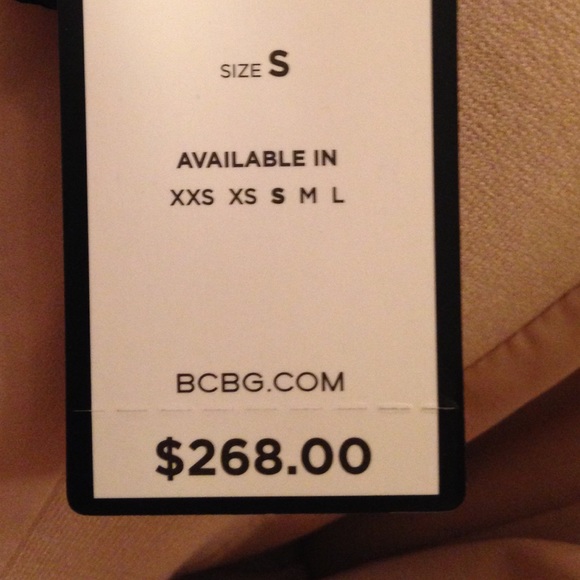 SIZE S
AVAILABLE IN
XXS XS S M L
BCBG.COM
$268.00